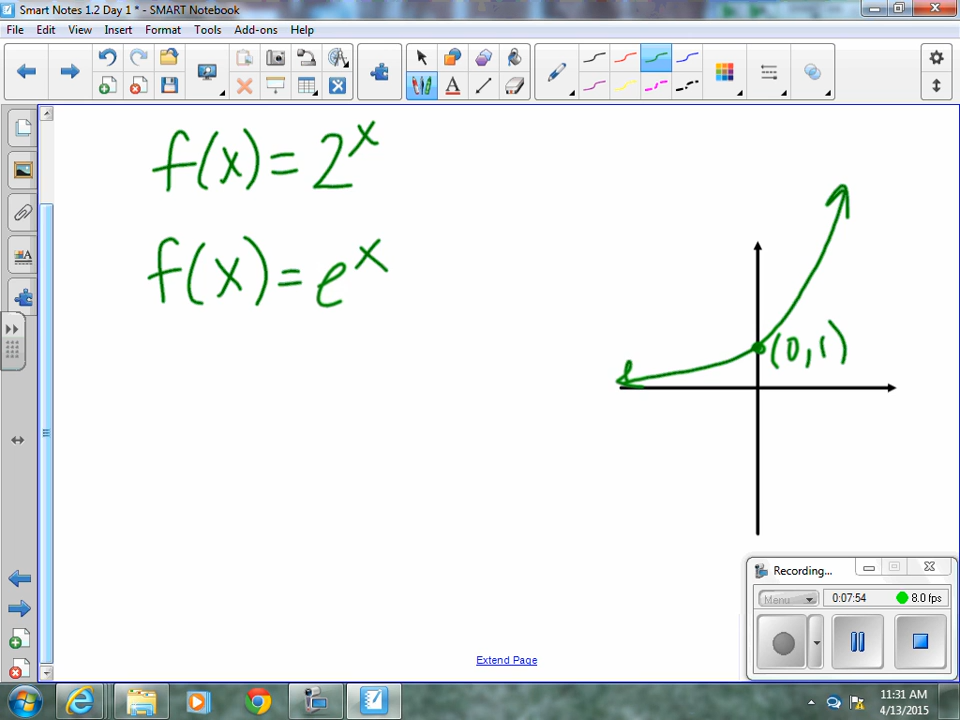 Smart Notes 1.2 Day 1 * - SMART Notebook
File Edit View Insert Format Tools Add-ons Help
f(x) = 2^x
f(x) = e^x
(0,1)
Recording...
Menu
0:07:54
8.0 fps
Extend Page
11:31 AM
4/13/2015